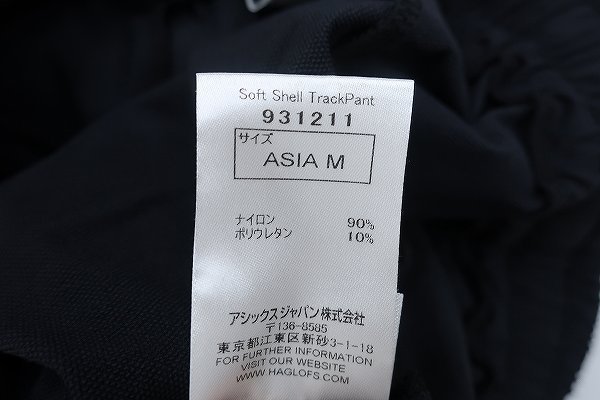 Soft Shell TrackPant
931211
サイズ
ASIA M
ナイロン 90%
ポリウレタン 10%
アシックスジャパン株式会社
〒136-8585
東京都江東区新砂3-1-18
FOR FURTHER INFORMATION
VISIT OUR WEBSITE
WWW.HAGLOFS.COM